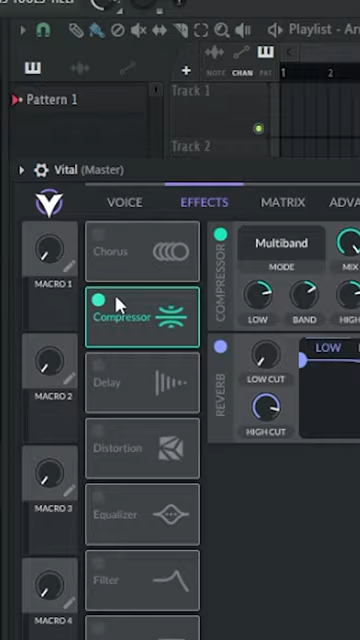 Playlist - Ar
NOTE CHAN PAT
1 2
Pattern 1
Track 1
Track 2
Vital (Master)
VOICE EFFECTS MATRIX ADVA
MACRO 1
MACRO 2
MACRO 3
MACRO 4
Chorus
Compressor
Delay
Distortion
Equalizer
Filter
COMPRESSOR
Multiband
MODE
MIX
LOW BAND HIGH
REVERB
LOW CUT
HIGH CUT
LOW